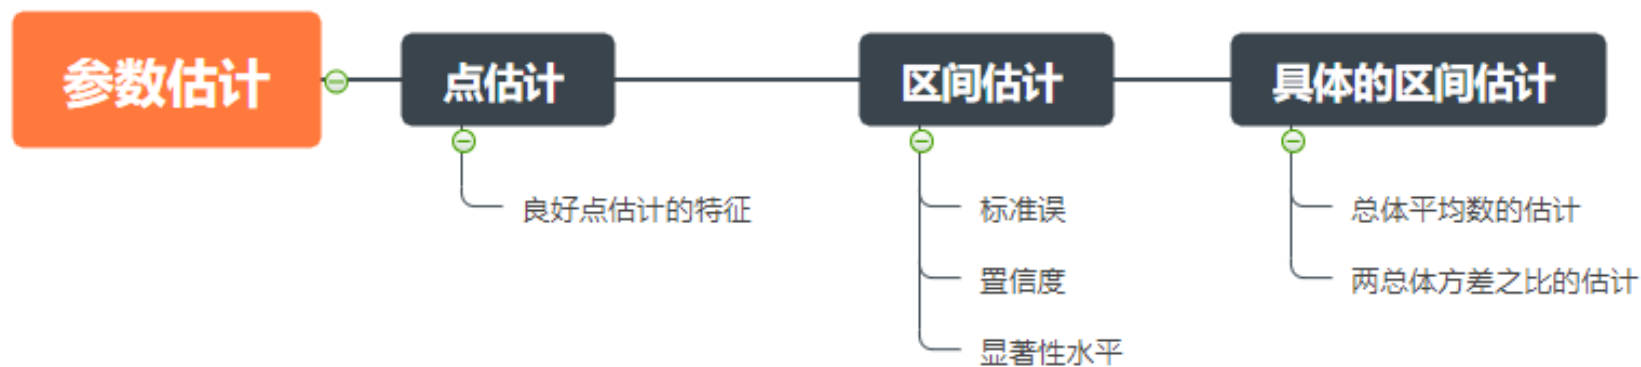 参数估计
点估计
良好点估计的特征
区间估计
标准误
置信度
显著性水平
具体的区间估计
总体平均数的估计
两总体方差之比的估计